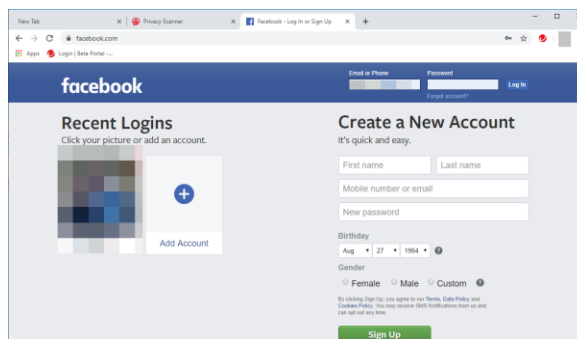 New Tab
Privacy Scanner
Facebook - Log In or Sign Up
facebook.com
Apps
Login | Beta Portal -...
Email or Phone
Password
facebook
Log In
Forgot account?
Recent Logins
Click your picture or add an account.
Add Account
Create a New Account
It's quick and easy.
First name
Last name
Mobile number or email
New password
Birthday
Aug 27 1994
Gender
Female Male Custom
By clicking Sign Up, you agree to our Terms, Data Policy and
Cookies Policy. You may receive SMS Notifications from us and
can opt out any time.
Sign Up